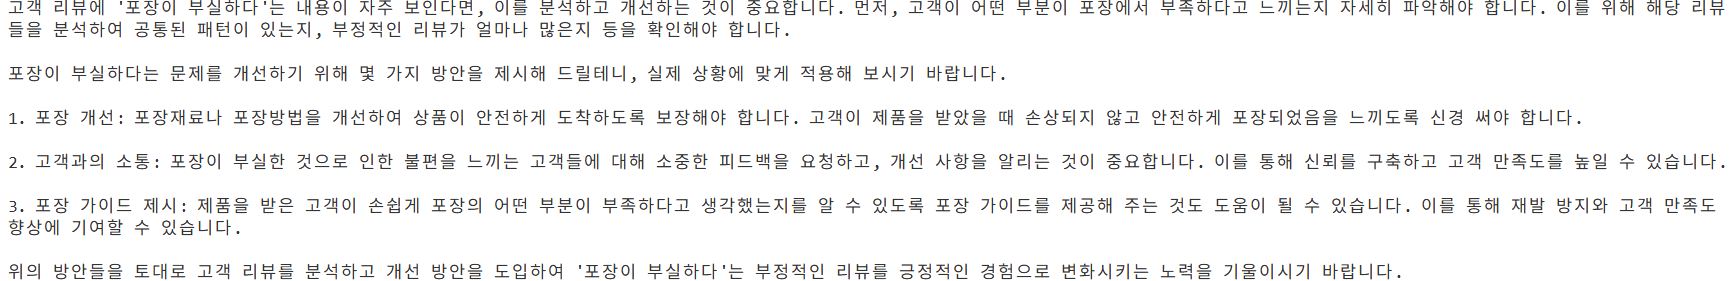 고객 리뷰에 '포장이 부실하다'는 내용이 자주 보인다면, 이를 분석하고 개선하는 것이 중요합니다. 먼저, 고객이 어떤 부분이 포장에서 부족하다고 느끼는지 자세히 파악해야 합니다. 이를 위해 해당 리뷰
들을 분석하여 공통된 패턴이 있는지, 부정적인 리뷰가 얼마나 많은지 등을 확인해야 합니다.
포장이 부실하다는 문제를 개선하기 위해 몇 가지 방안을 제시해 드릴테니, 실제 상황에 맞게 적용해 보시기 바랍니다.
1. 포장 개선: 포장재료나 포장방법을 개선하여 상품이 안전하게 도착하도록 보장해야 합니다. 고객이 제품을 받았을 때 손상되지 않고 안전하게 포장되었음을 느끼도록 신경 써야 합니다.
2. 고객과의 소통: 포장이 부실한 것으로 인한 불편을 느끼는 고객들에 대해 소중한 피드백을 요청하고, 개선 사항을 알리는 것이 중요합니다. 이를 통해 신뢰를 구축하고 고객 만족도를 높일 수 있습니다.
3. 포장 가이드 제시: 제품을 받은 고객이 손쉽게 포장의 어떤 부분이 부족하다고 생각했는지를 알 수 있도록 포장 가이드를 제공해 주는 것도 도움이 될 수 있습니다. 이를 통해 재발 방지와 고객 만족도
향상에 기여할 수 있습니다.
위의 방안들을 토대로 고객 리뷰를 분석하고 개선 방안을 도입하여 '포장이 부실하다'는 부정적인 리뷰를 긍정적인 경험으로 변화시키는 노력을 기울이시기 바랍니다.